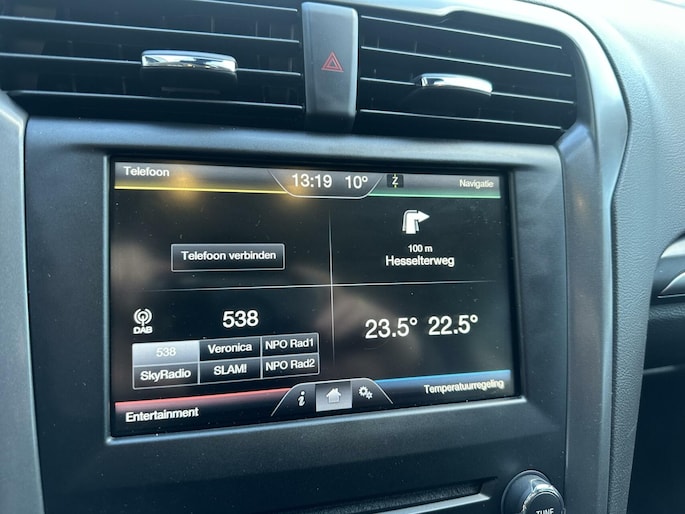 Telefoon
13:19 10°
Navigatie
Telefoon verbinden
100 m
Hesselterweg
DAB
538
23.5° 22.5°
538 Veronica NPO Rad1
SkyRadio SLAM! NPO Rad2
Entertainment
i
Temperatuurregeling
TUNE